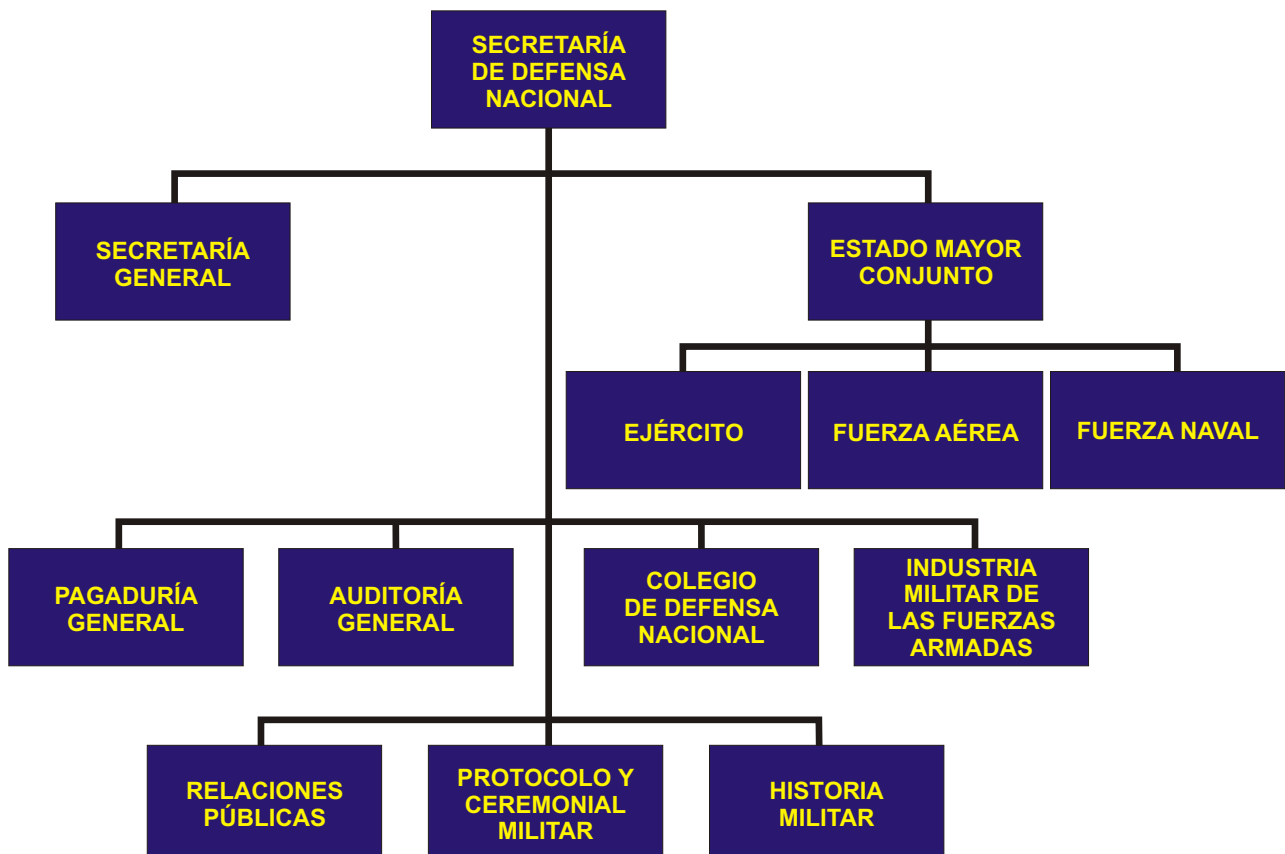 SECRETARÍA
DE DEFENSA
NACIONAL
SECRETARÍA
GENERAL
ESTADO MAYOR
CONJUNTO
EJÉRCITO
FUERZA AÉREA
FUERZA NAVAL
PAGADURÍA
GENERAL
AUDITORÍA
GENERAL
COLEGIO
DE DEFENSA
NACIONAL
INDUSTRIA
MILITAR DE
LAS FUERZAS
ARMADAS
RELACIONES
PÚBLICAS
PROTOCOLO Y
CEREMONIAL
MILITAR
HISTORIA
MILITAR